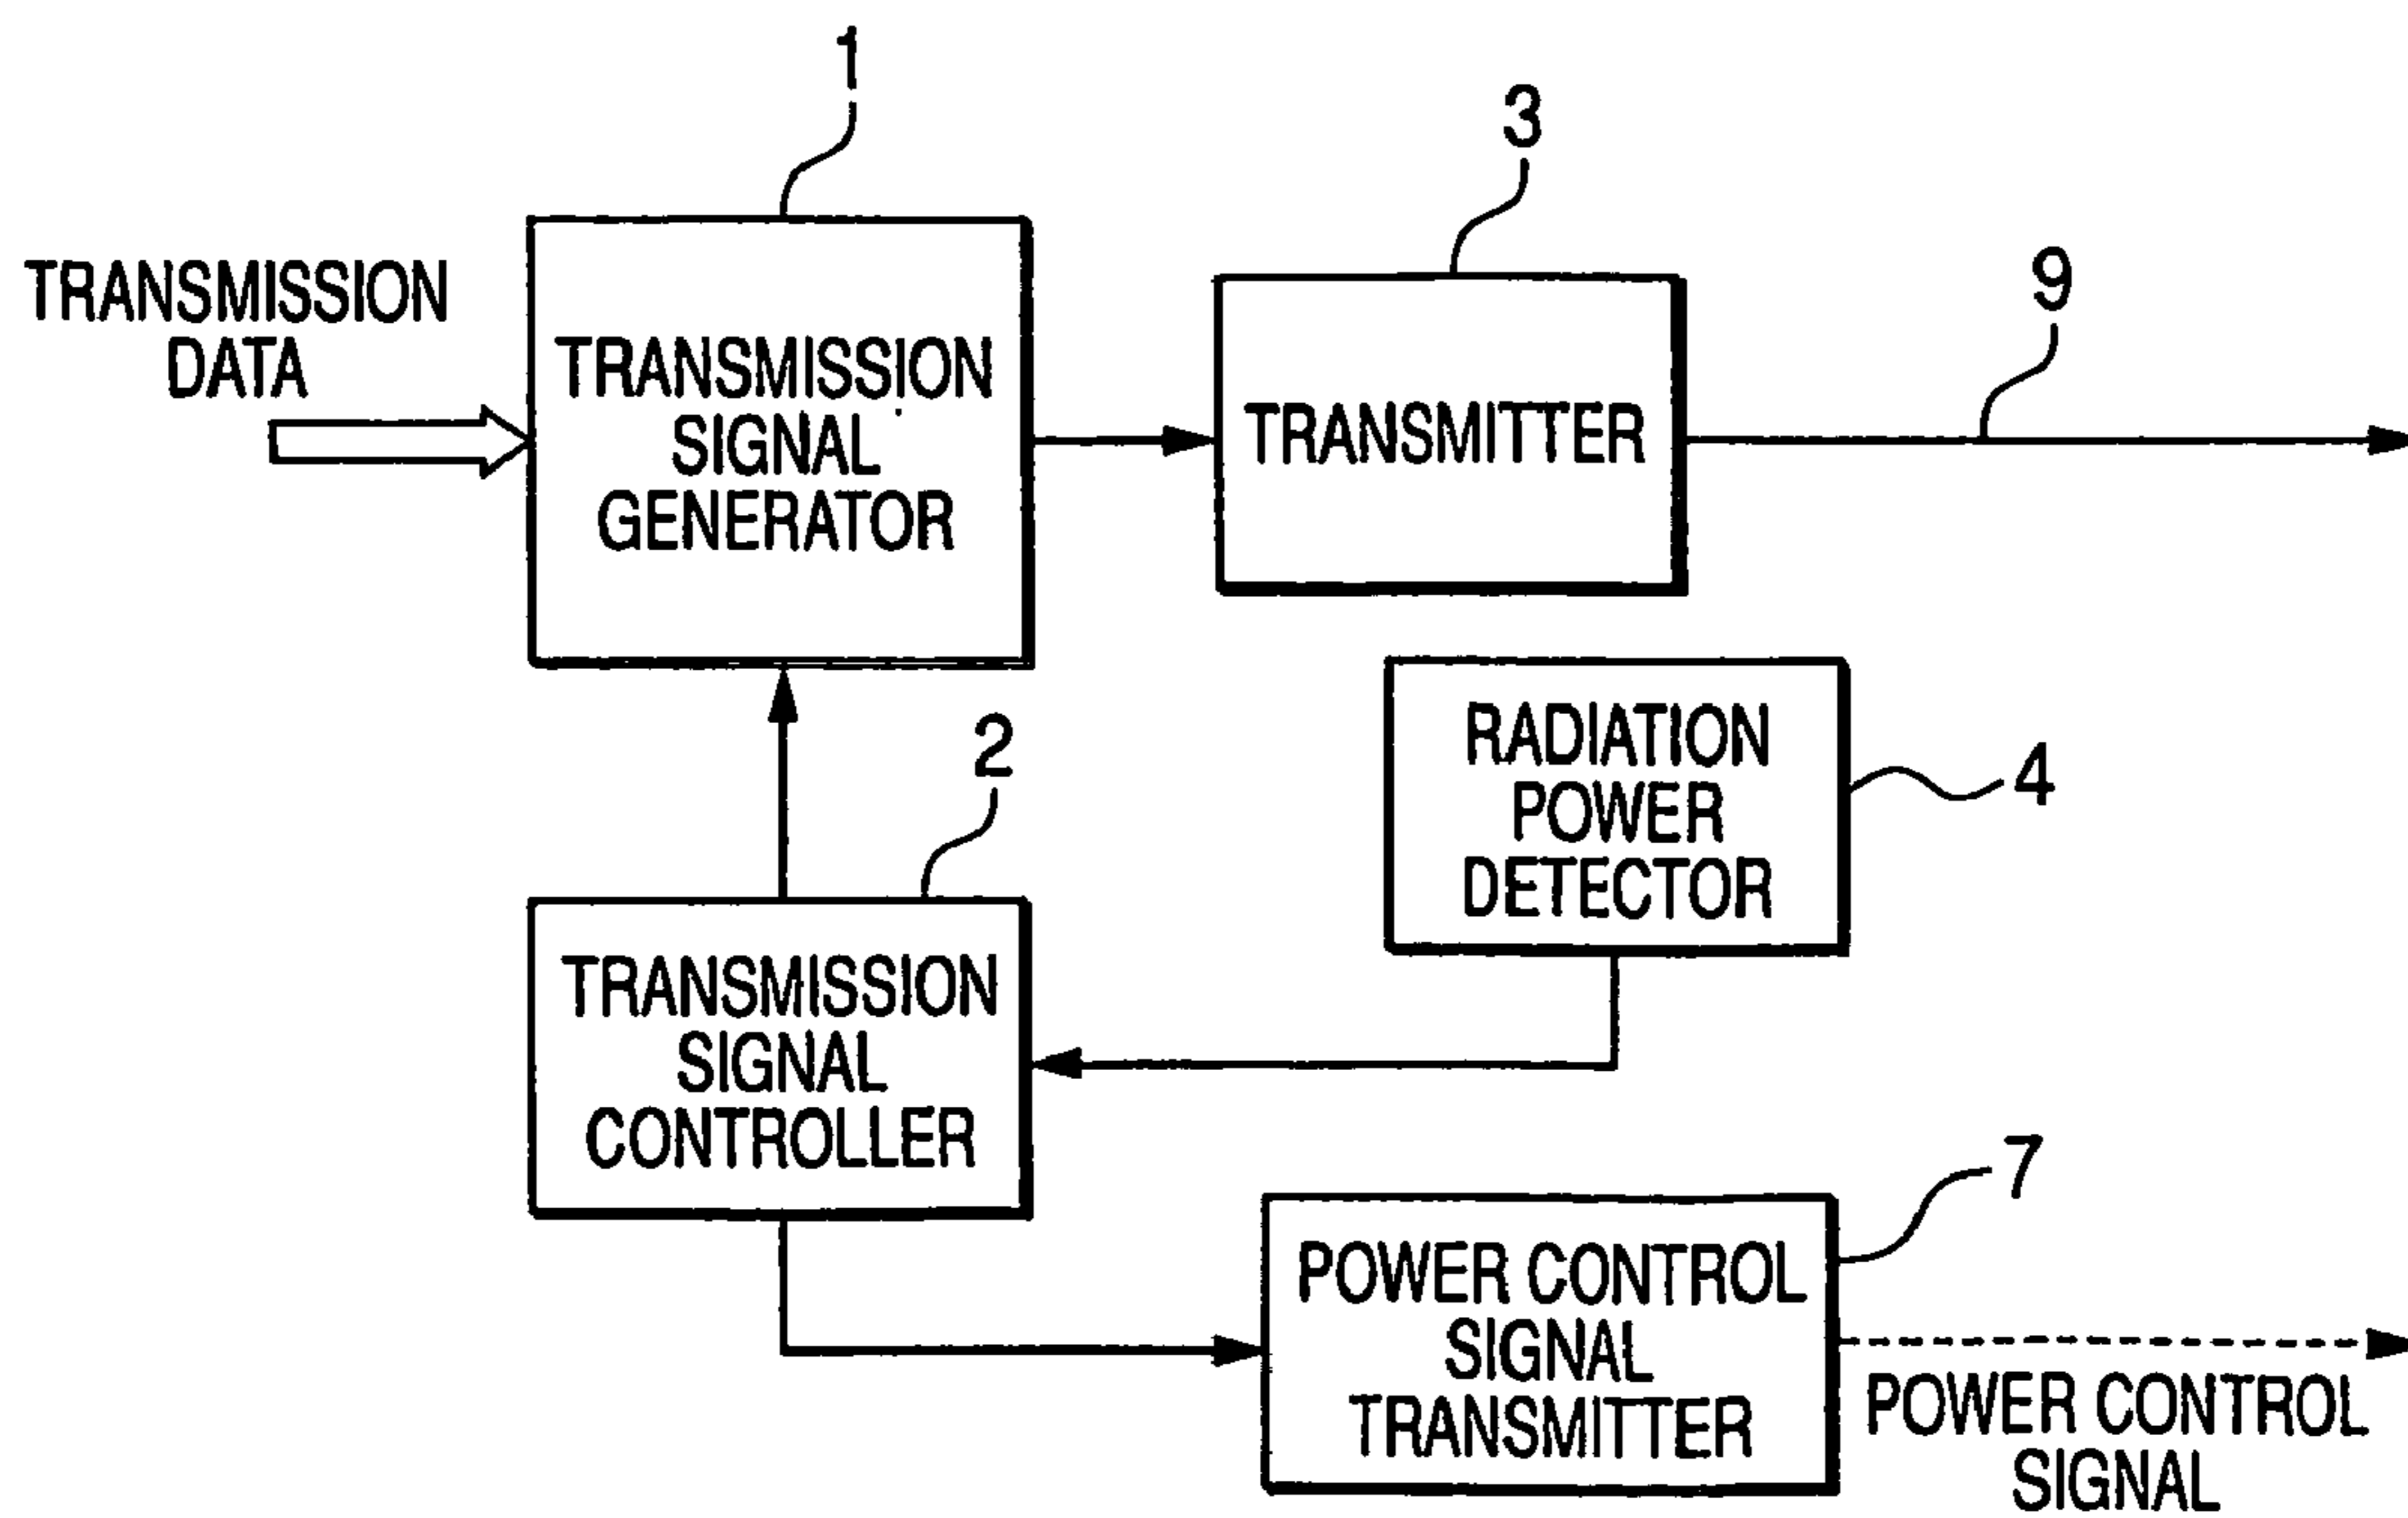 1
3
9
TRANSMISSION
DATA
TRANSMISSION
SIGNAL
GENERATOR
TRANSMITTER
2
RADIATION
POWER
DETECTOR
4
TRANSMISSION
SIGNAL
CONTROLLER
7
POWER CONTROL
SIGNAL
TRANSMITTER
POWER CONTROL
SIGNAL